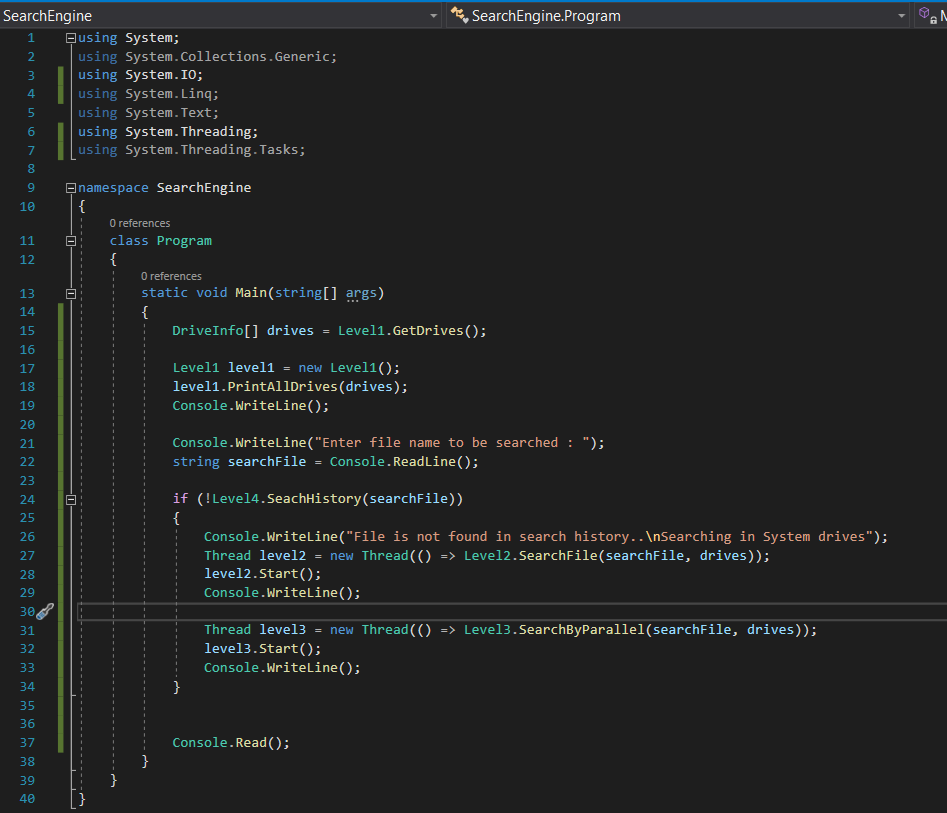 SearchEngine
SearchEngine.Program
1 using System;
2 using System.Collections.Generic;
3 using System.IO;
4 using System.Linq;
5 using System.Text;
6 using System.Threading;
7 using System.Threading.Tasks;
8
9 namespace SearchEngine
10 {
0 references
11 class Program
12 {
0 references
13 static void Main(string[] args)
14 {
15 DriveInfo[] drives = Level1.GetDrives();
16
17 Level1 level1 = new Level1();
18 level1.PrintAllDrives(drives);
19 Console.WriteLine();
20
21 Console.WriteLine("Enter file name to be searched : ");
22 string searchFile = Console.ReadLine();
23
24 if (!Level4.SeachHistory(searchFile))
25 {
26 Console.WriteLine("File is not found in search history..\nSearching in System drives");
27 Thread level2 = new Thread(() => Level2.SearchFile(searchFile, drives));
28 level2.Start();
29 Console.WriteLine();
30
31 Thread level3 = new Thread(() => Level3.SearchByParallel(searchFile, drives));
32 level3.Start();
33 Console.WriteLine();
34 }
35
36
37 Console.Read();
38 }
39 }
40 }